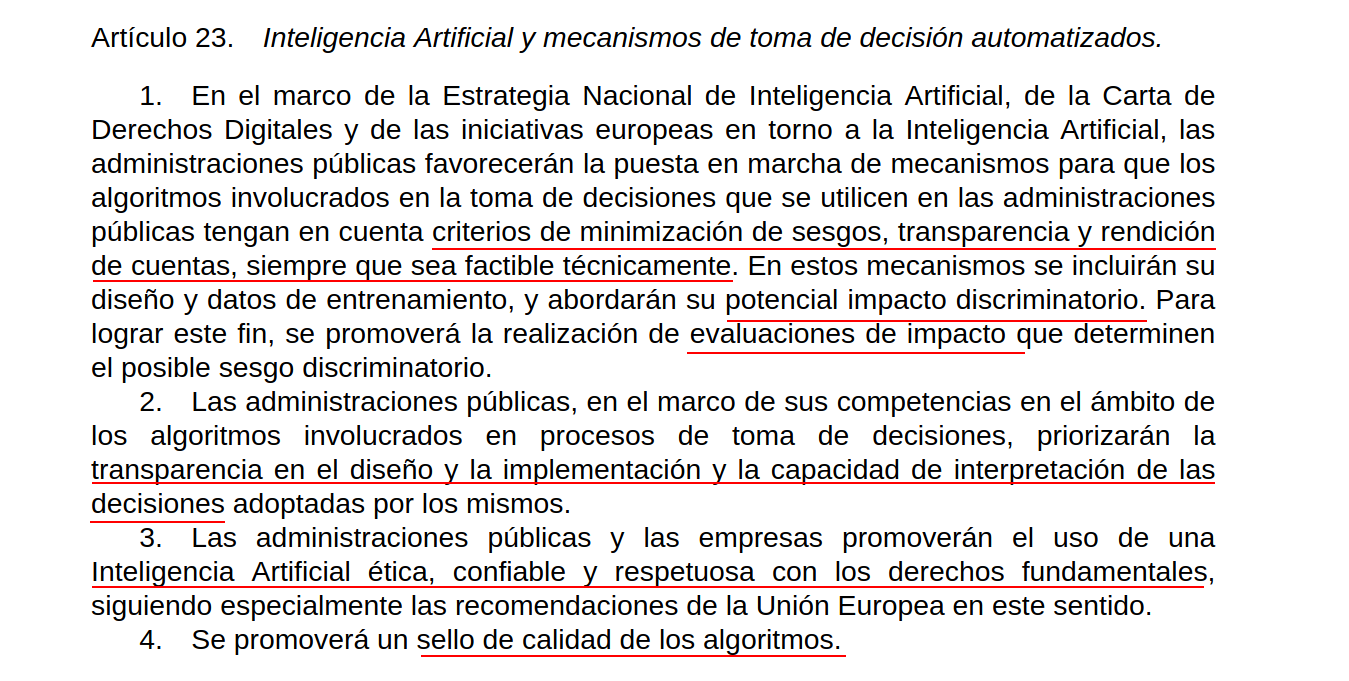 Artículo 23. Inteligencia Artificial y mecanismos de toma de decisión automatizados.
1. En el marco de la Estrategia Nacional de Inteligencia Artificial, de la Carta de
Derechos Digitales y de las iniciativas europeas en torno a la Inteligencia Artificial, las
administraciones públicas favorecerán la puesta en marcha de mecanismos para que los
algoritmos involucrados en la toma de decisiones que se utilicen en las administraciones
públicas tengan en cuenta criterios de minimización de sesgos, transparencia y rendición
de cuentas, siempre que sea factible técnicamente. En estos mecanismos se incluirán su
diseño y datos de entrenamiento, y abordarán su potencial impacto discriminatorio. Para
lograr este fin, se promoverá la realización de evaluaciones de impacto que determinen
el posible sesgo discriminatorio.
2. Las administraciones públicas, en el marco de sus competencias en el ámbito de
los algoritmos involucrados en procesos de toma de decisiones, priorizarán la
transparencia en el diseño y la implementación y la capacidad de interpretación de las
decisiones adoptadas por los mismos.
3. Las administraciones públicas y las empresas promoverán el uso de una
Inteligencia Artificial ética, confiable y respetuosa con los derechos fundamentales,
siguiendo especialmente las recomendaciones de la Unión Europea en este sentido.
4. Se promoverá un sello de calidad de los algoritmos.